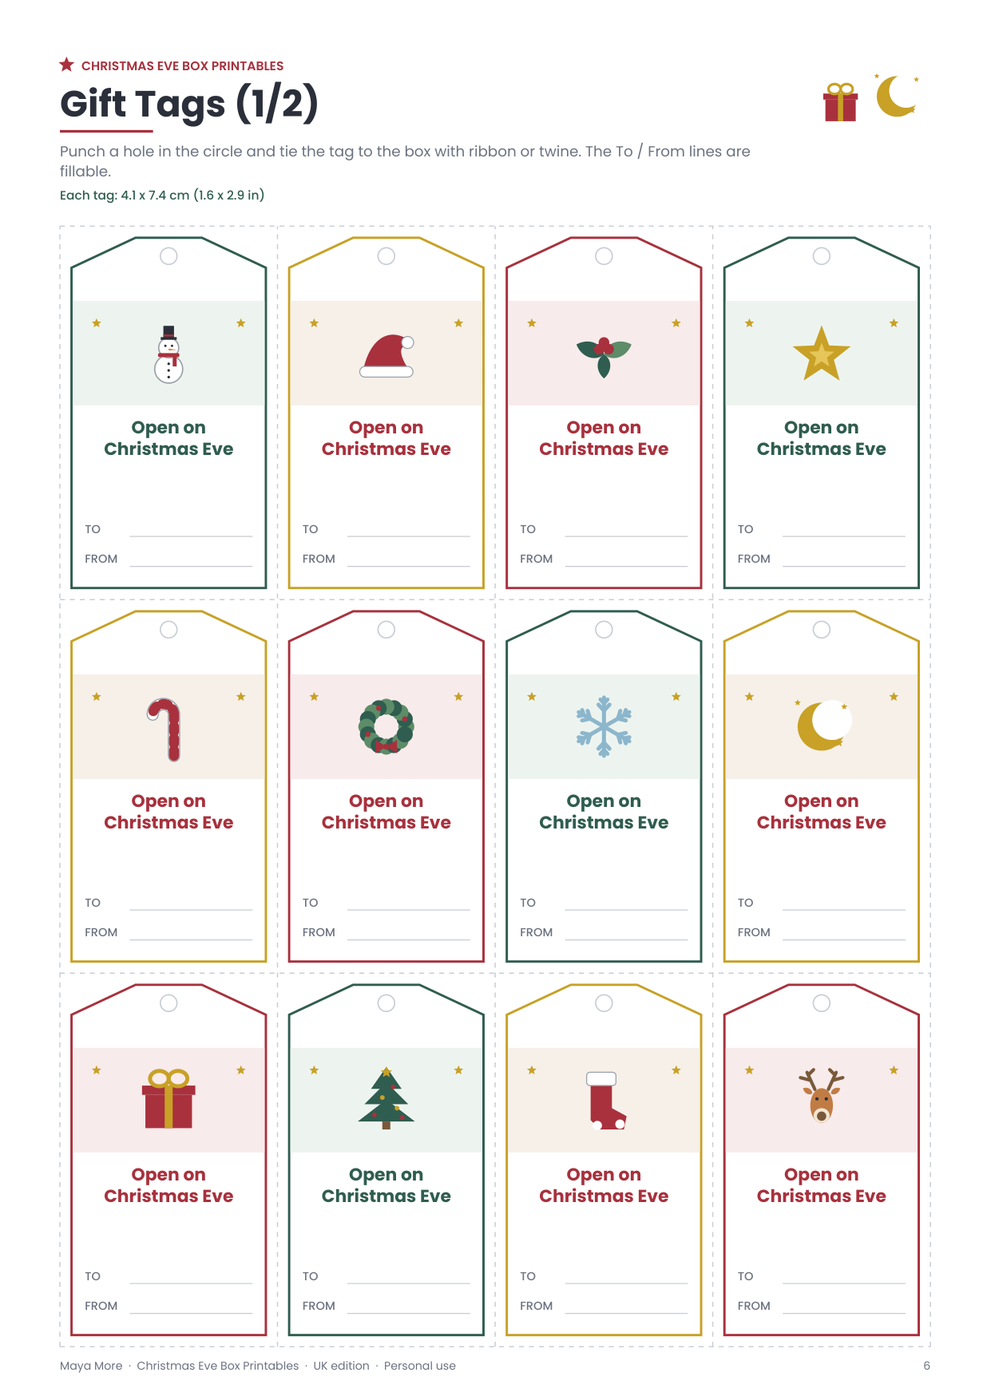 CHRISTMAS EVE BOX PRINTABLES
Gift Tags (1/2)
Punch a hole in the circle and tie the tag to the box with ribbon or twine. The To / From lines are
fillable.
Each tag: 4.1 x 7.4 cm (1.6 x 2.9 in)
Open on
Christmas Eve
TO
FROM
Open on
Christmas Eve
TO
FROM
Open on
Christmas Eve
TO
FROM
Open on
Christmas Eve
TO
FROM
Open on
Christmas Eve
TO
FROM
Open on
Christmas Eve
TO
FROM
Open on
Christmas Eve
TO
FROM
Open on
Christmas Eve
TO
FROM
Open on
Christmas Eve
TO
FROM
Open on
Christmas Eve
TO
FROM
Open on
Christmas Eve
TO
FROM
Open on
Christmas Eve
TO
FROM
Maya More · Christmas Eve Box Printables · UK edition · Personal use
6